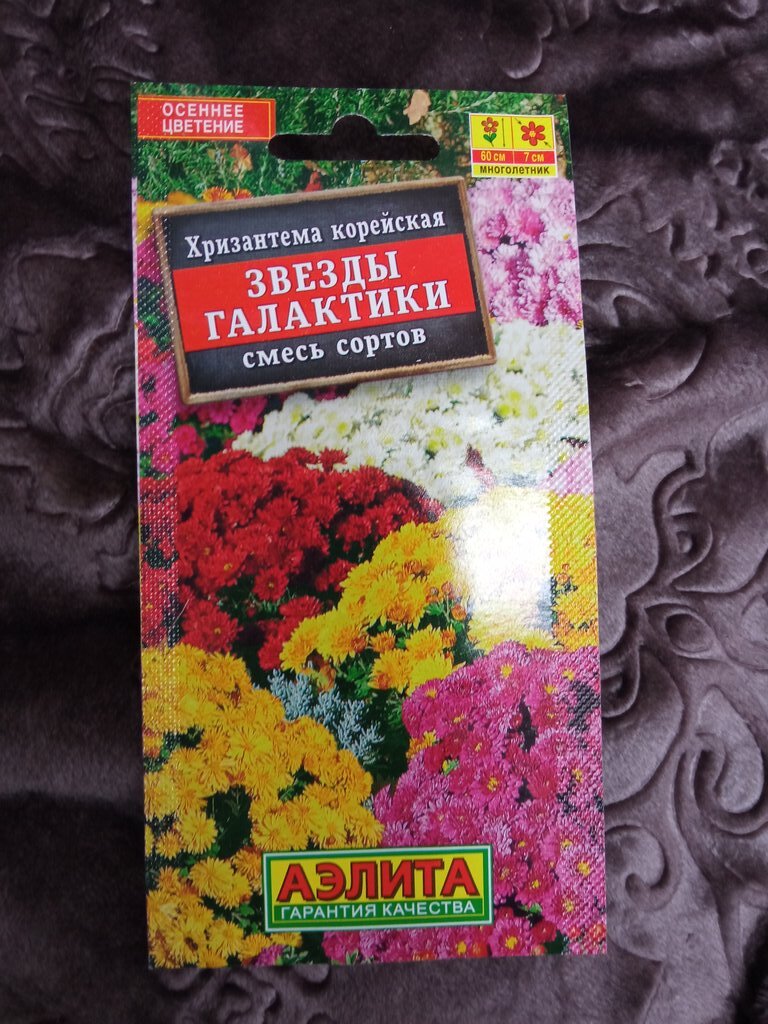 ОСЕННЕЕ
ЦВЕТЕНИЕ
60 см 7 см
многолетник
Хризантема корейская
ЗВЕЗДЫ
ГАЛАКТИКИ
смесь сортов
АЭЛИТА
ГАРАНТИЯ КАЧЕСТВА